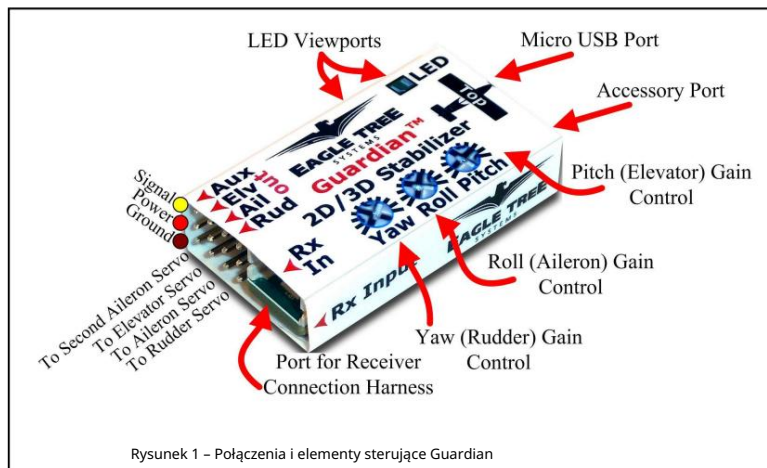 LED Viewports
Micro USB Port
Accessory Port
Pitch (Elevator) Gain
Control
Roll (Aileron) Gain
Control
Yaw (Rudder) Gain
Control
Port for Receiver
Connection Harness
Signal
Power
Ground
To Second Aileron Servo
To Elevator Servo
To Aileron Servo
To Rudder Servo
LED
Top
EAGLE TREE
SYSTEMS
Guardian™
2D/3D Stabilizer
Yaw Roll Pitch
Aux
Elv
Ail
Rud
out
Rx
In
Rx Input
EAGLE TREE
SYSTEMS
Rysunek 1 – Połączenia i elementy sterujące Guardian